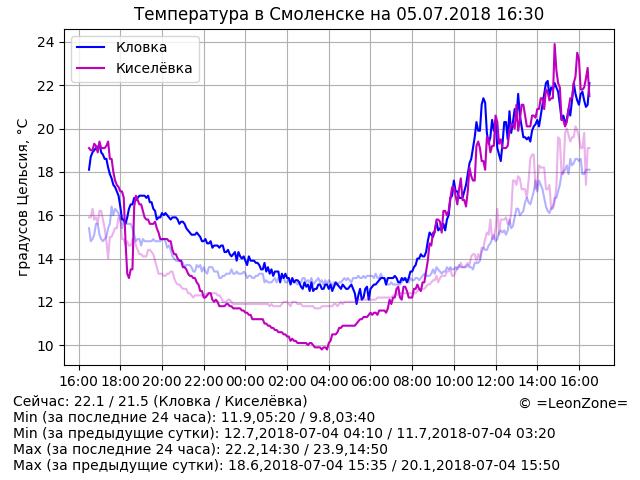 Температура в Смоленске на 05.07.2018 16:30
Кловка
Киселёвка
градусов Цельсия, °C
24
22
20
18
16
14
12
10
16:00 18:00 20:00 22:00 00:00 02:00 04:00 06:00 08:00 10:00 12:00 14:00 16:00
Сейчас: 22.1 / 21.5 (Кловка / Киселёвка)
© =LeonZone=
Min (за последние 24 часа): 11.9,05:20 / 9.8,03:40
Min (за предыдущие сутки): 12.7,2018-07-04 04:10 / 11.7,2018-07-04 03:20
Max (за последние 24 часа): 22.2,14:30 / 23.9,14:50
Max (за предыдущие сутки): 18.6,2018-07-04 15:35 / 20.1,2018-07-04 15:50